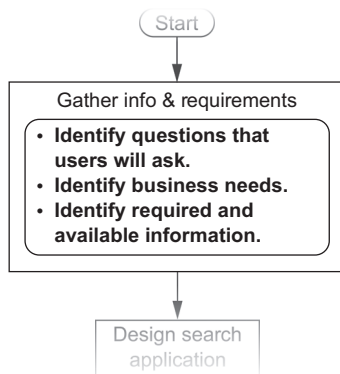 Start
Gather info & requirements
• Identify questions that
users will ask.
• Identify business needs.
• Identify required and
available information.
Design search
application